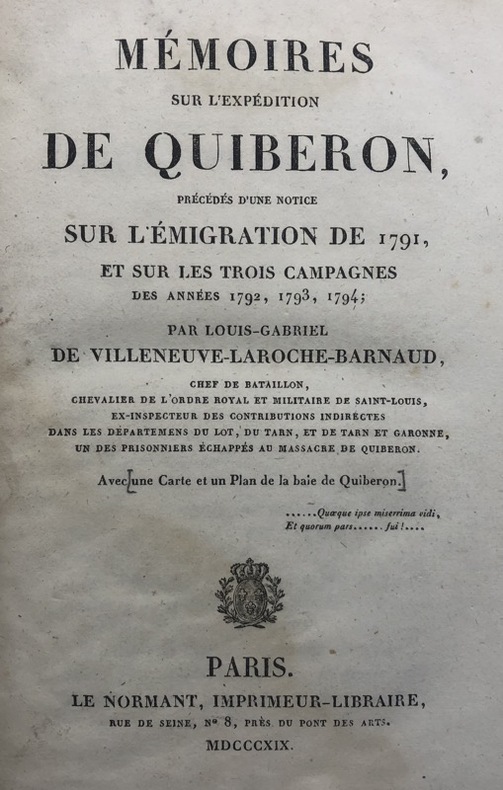 MÉMOIRES
SUR L'EXPÉDITION
DE QUIBERON,
PRÉCÉDÉS D'UNE NOTICE
SUR L'ÉMIGRATION DE 1791,
ET SUR LES TROIS CAMPAGNES
DES ANNÉES 1792, 1793, 1794;
PAR LOUIS-GABRIEL
DE VILLENEUVE-LAROCHE-BARNAUD,
CHEF DE BATAILLON,
CHEVALIER DE L'ORDRE ROYAL ET MILITAIRE DE SAINT-LOUIS,
EX-INSPECTEUR DES CONTRIBUTIONS INDIRECTES
DANS LES DÉPARTEMENS DU LOT, DU TARN, ET DE TARN ET GARONNE,
UN DES PRISONNIERS ÉCHAPPÉS AU MASSACRE DE QUIBERON.
Avec [une Carte et un Plan de la baie de Quiberon.]
......Quæque ipse miserrima vidi,
Et quorum pars...... fui!....
PARIS.
LE NORMANT, IMPRIMEUR-LIBRAIRE,
RUE DE SEINE, Nº 8, PRÈS DU PONT DES ARTS.
MDCCCXIX.